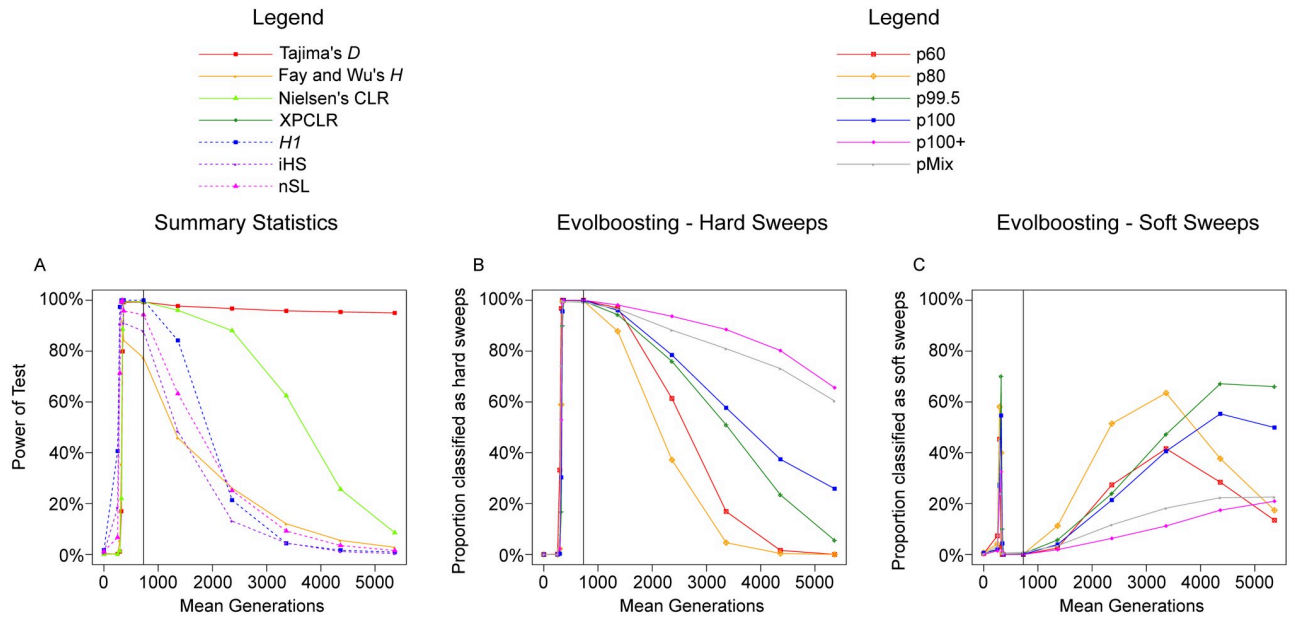 Legend
Tajima's D
Fay and Wu's H
Nielsen's CLR
XPCLR
H1
iHS
nSL
Legend
p60
p80
p99.5
p100
p100+
pMix
Summary Statistics
Evolboosting - Hard Sweeps
Evolboosting - Soft Sweeps
A
Power of Test
100%
80%
60%
40%
20%
0%
0 1000 2000 3000 4000 5000
Mean Generations
B
Proportion classified as hard sweeps
100%
80%
60%
40%
20%
0%
0 1000 2000 3000 4000 5000
Mean Generations
C
Proportion classified as soft sweeps
100%
80%
60%
40%
20%
0%
0 1000 2000 3000 4000 5000
Mean Generations